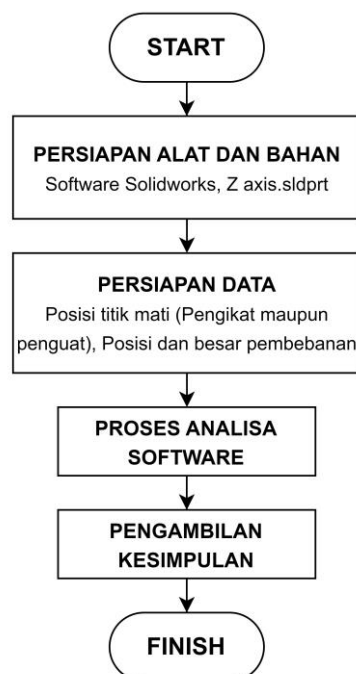 START
PERSIAPAN ALAT DAN BAHAN
Software Solidworks, Z axis.sldprt
PERSIAPAN DATA
Posisi titik mati (Pengikat maupun
penguat), Posisi dan besar pembebanan
PROSES ANALISA
SOFTWARE
PENGAMBILAN
KESIMPULAN
FINISH